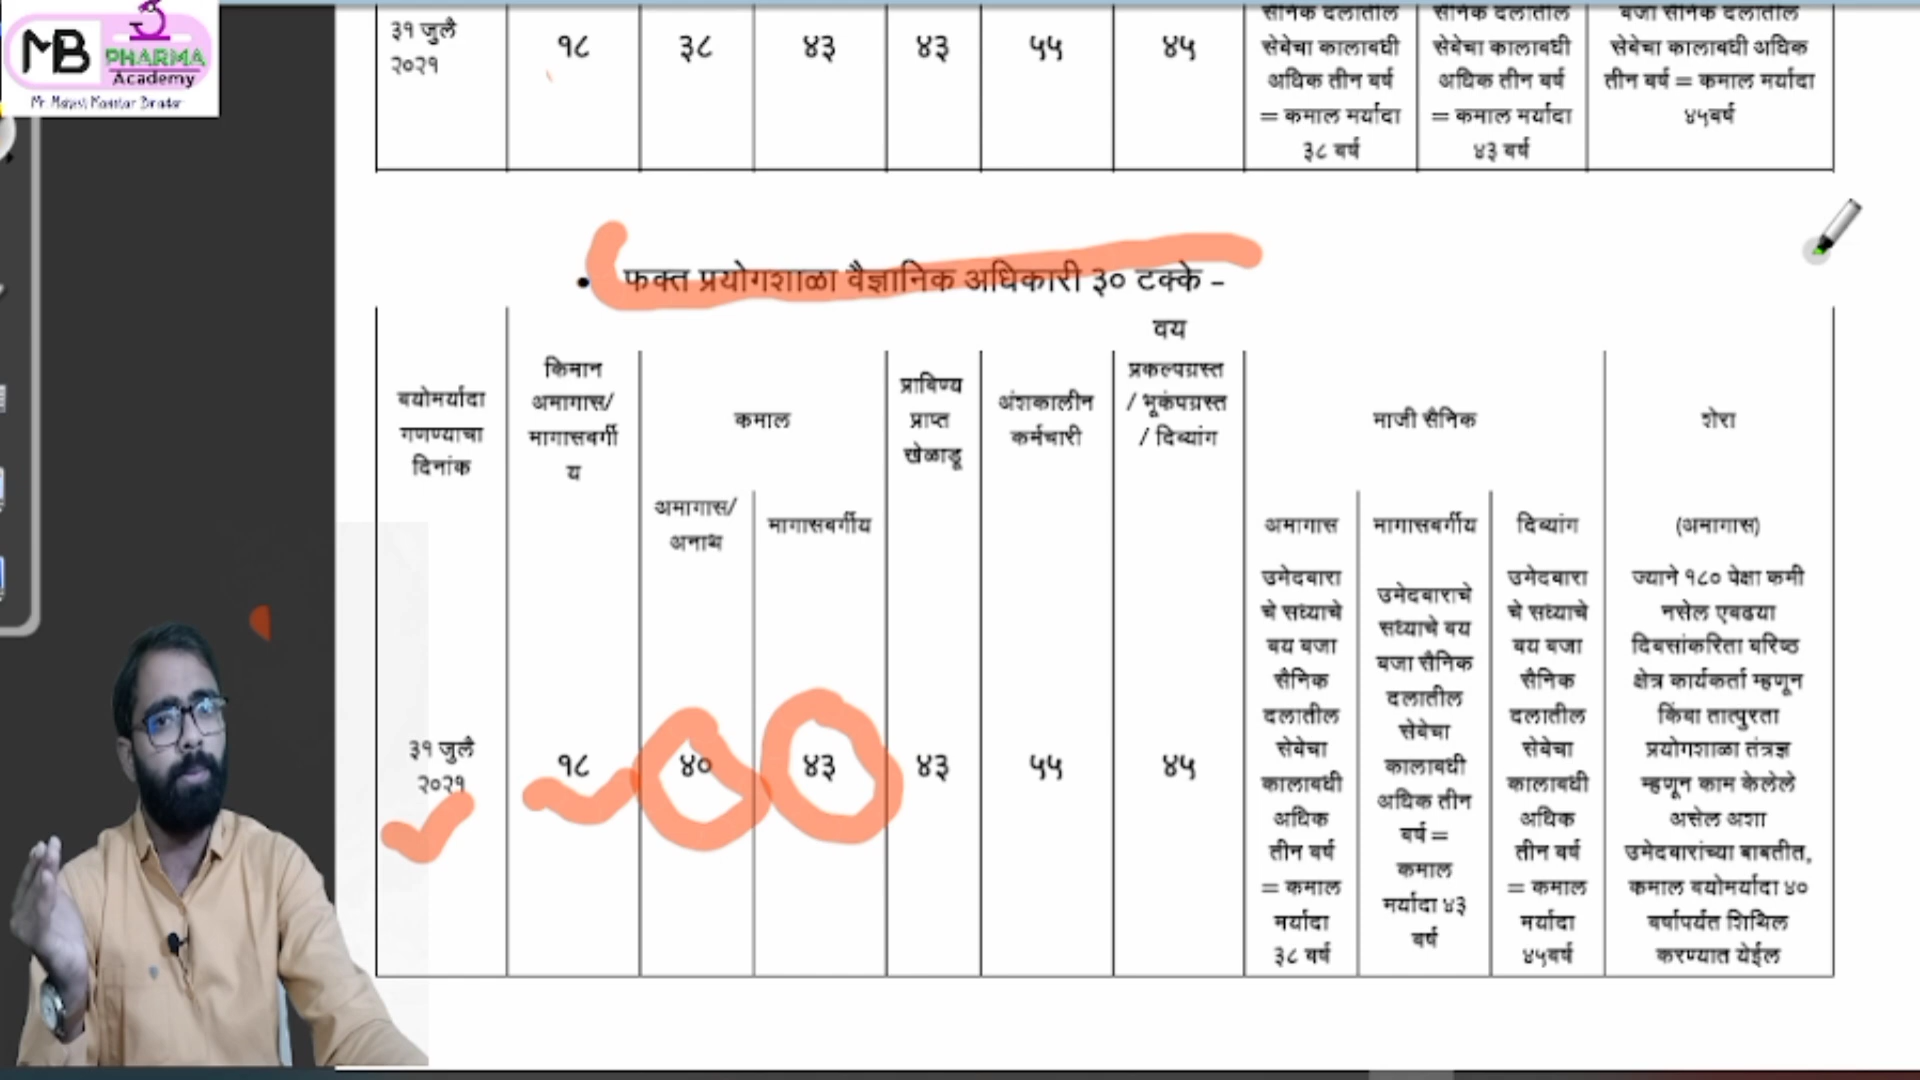 MB
PHARMA
Academy
३१ जुलै
२०२१
१८
३८
४३
४३
५५
४५
सैनिक दलातील
सेवेचा कालावधी
अधिक तीन वर्ष
= कमाल मर्यादा
३८ वर्ष
सैनिक दलातील
सेवेचा कालावधी
अधिक तीन वर्ष
= कमाल मर्यादा
४३ वर्ष
वजा सैनिक दलातील
सेवेचा कालावधी अधिक
तीन वर्ष = कमाल मर्यादा
४५वर्ष
• फक्त प्रयोगशाळा वैज्ञानिक अधिकारी ३० टक्के –
वय
वयोमर्यादा
गणण्याचा
दिनांक
किमान
अमागास/
मागासवर्गी
य
कमाल
प्राविण्य
प्राप्त
खेळाडू
अंशकालीन
कर्मचारी
प्रकल्पग्रस्त
/ भूकंपग्रस्त
/ दिव्यांग
माजी सैनिक
शेरा
अमागास/
अनाथ
मागासवर्गीय
अमागास
मागासवर्गीय
दिव्यांग
(अमागास)
३१ जुलै
२०२१
१८
४०
४३
४३
५५
४५
उमेदवारा
चे सध्याचे
वय वजा
सैनिक
दलातील
सेवेचा
कालावधी
अधिक
तीन वर्ष
= कमाल
मर्यादा
३८ वर्ष
उमेदवाराचे
सध्याचे वय
वजा सैनिक
दलातील
सेवेचा
कालावधी
अधिक तीन
वर्ष =
कमाल
मर्यादा ४३
वर्ष
उमेदवारा
चे सध्याचे
वय वजा
सैनिक
दलातील
सेवेचा
कालावधी
अधिक
तीन वर्ष
= कमाल
मर्यादा
४५वर्ष
ज्याने १८० पेक्षा कमी
नसेल एवढया
दिवसांकरिता वरिष्ठ
क्षेत्र कार्यकर्ता म्हणून
किंवा तात्पुरता
प्रयोगशाळा तंत्रज्ञ
म्हणून काम केलेले
असेल अशा
उमेदवारांच्या बाबतीत,
कमाल वयोमर्यादा ४०
वर्षापर्यंत शिथिल
करण्यात येईल